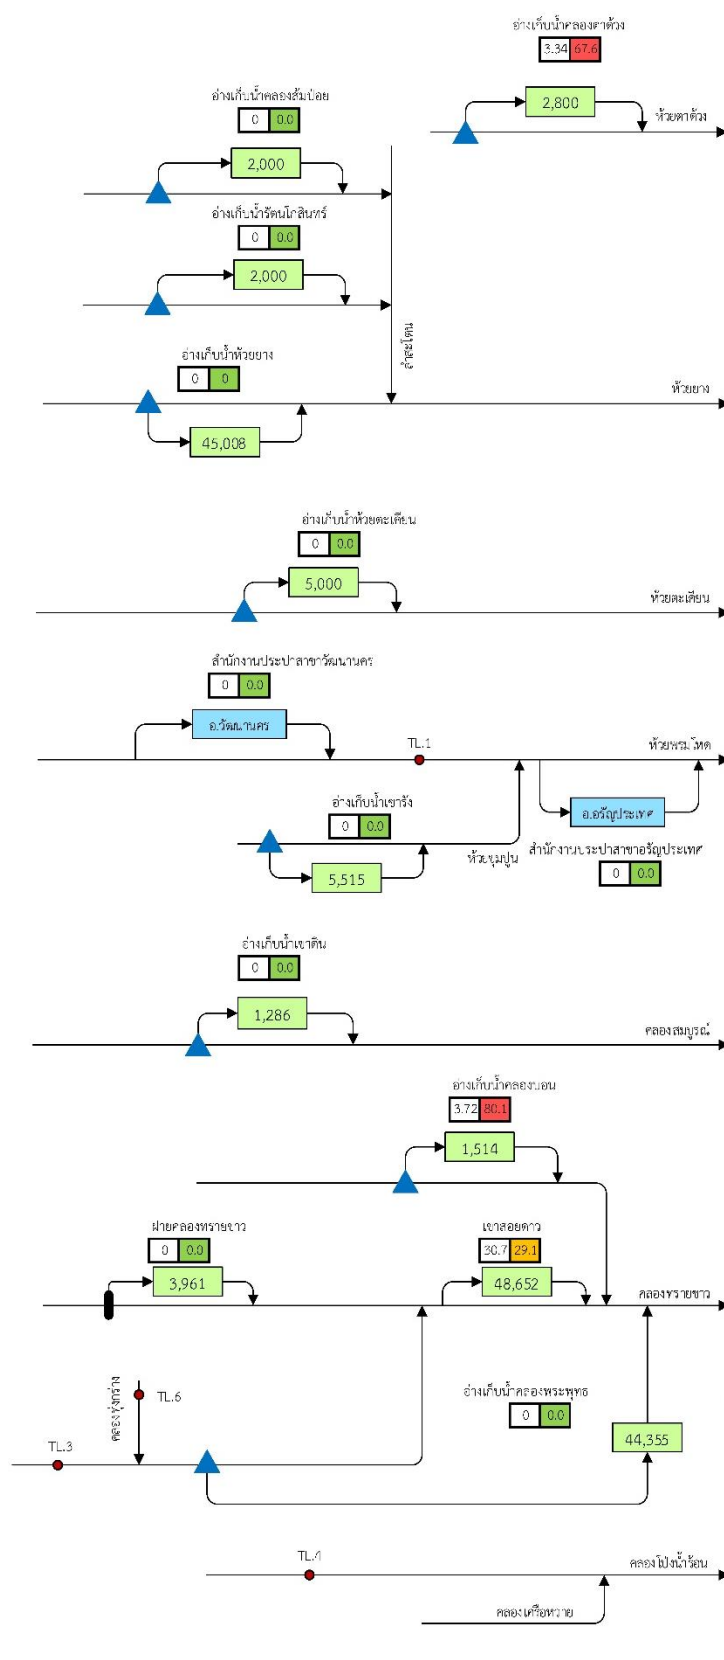 อ่างเก็บน้ำคลองตาด้วง
3.34 67.6
2,800
ห้วยตาด้วง
อ่างเก็บน้ำคลองส้มป่อย
0 0.0
2,000
อ่างเก็บน้ำรัตนโกสินทร์
0 0.0
2,000
ลำสะโตน
อ่างเก็บน้ำห้วยยาง
0 0
ห้วยยาง
45,008
อ่างเก็บน้ำห้วยตะเคียน
0 0.0
5,000
ห้วยตะเคียน
สำนักงานประปาสาขาวัฒนานคร
0 0.0
อ.วัฒนานคร
TL.1
ห้วยพรมโหด
อ่างเก็บน้ำเขารัง
0 0.0
อ.อรัญประเทศ
ห้วยชุมปูน
สำนักงานประปาสาขาอรัญประเทศ
5,515
0 0.0
อ่างเก็บน้ำเขาดิน
0 0.0
1,286
คลองสมบูรณ์
อ่างเก็บน้ำคลองบอน
3.72 80.1
1,514
ฝายคลองทรายขาว
0 0.0
3,961
เขาสอยดาว
30.7 29.1
48,652
คลองทรายขาว
คลองทุ่งกร่าง
TL.6
อ่างเก็บน้ำคลองพระพุทธ
0 0.0
44,355
TL.3
TL.4
คลองโป่งน้ำร้อน
คลองเครือหวาย